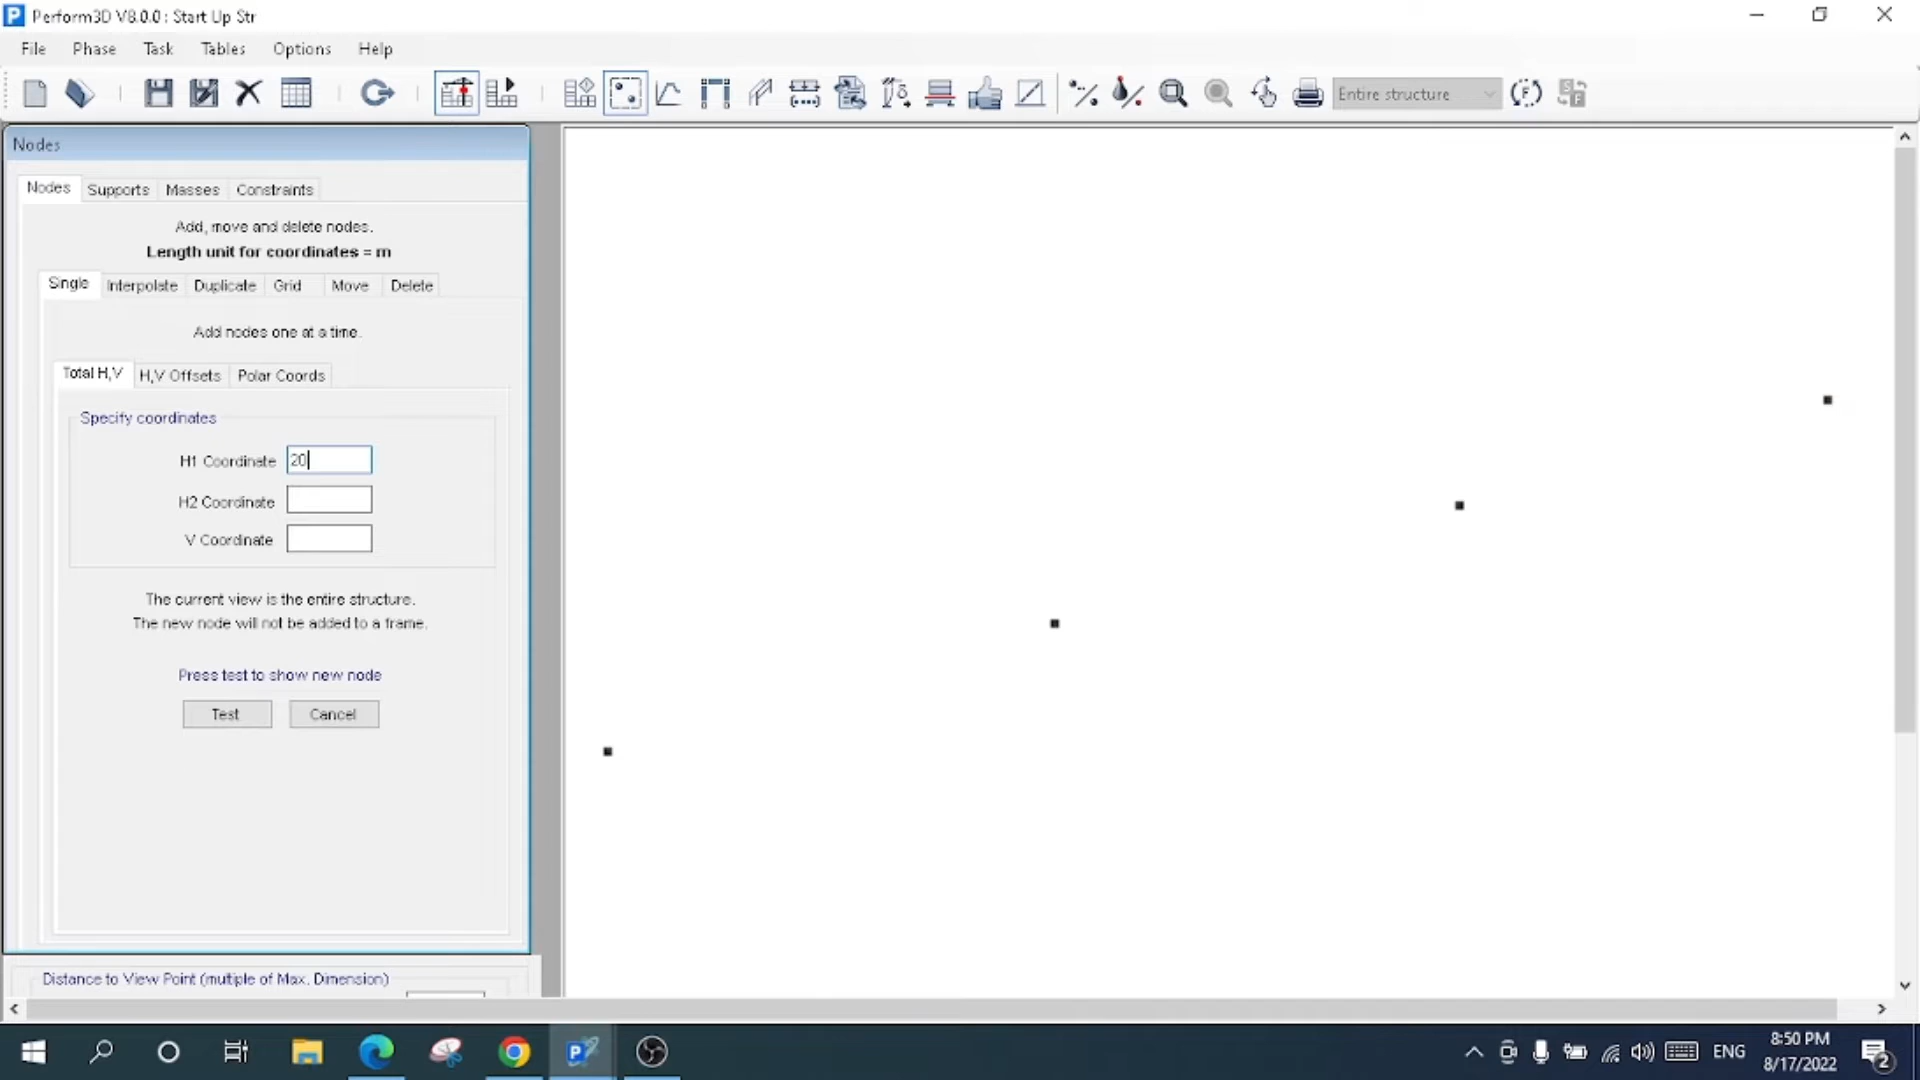 Perform3D V8.0.0 : Start Up Str
File Phase Task Tables Options Help
Entire structure
Nodes
Nodes Supports Masses Constraints
Add, move and delete nodes.
Length unit for coordinates = m
Single Interpolate Duplicate Grid Move Delete
Add nodes one at a time.
Total H,V H,V Offsets Polar Coords
Specify coordinates
H1 Coordinate 20
H2 Coordinate
V Coordinate
The current view is the entire structure.
The new node will not be added to a frame.
Press test to show new node
Test Cancel
Distance to View Point (multiple of Max. Dimension)
ENG
8:50 PM
8/17/2022
2